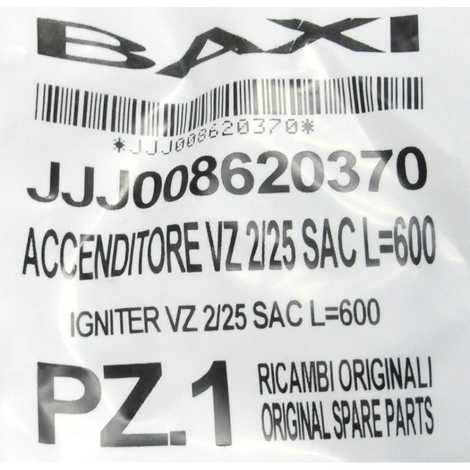 BAXI
*JJJ008620370*
JJJ008620370
ACCENDITORE VZ 2/25 SAC L=600
IGNITER VZ 2/25 SAC L=600
PZ.1
RICAMBI ORIGINALI
ORIGINAL SPARE PARTS